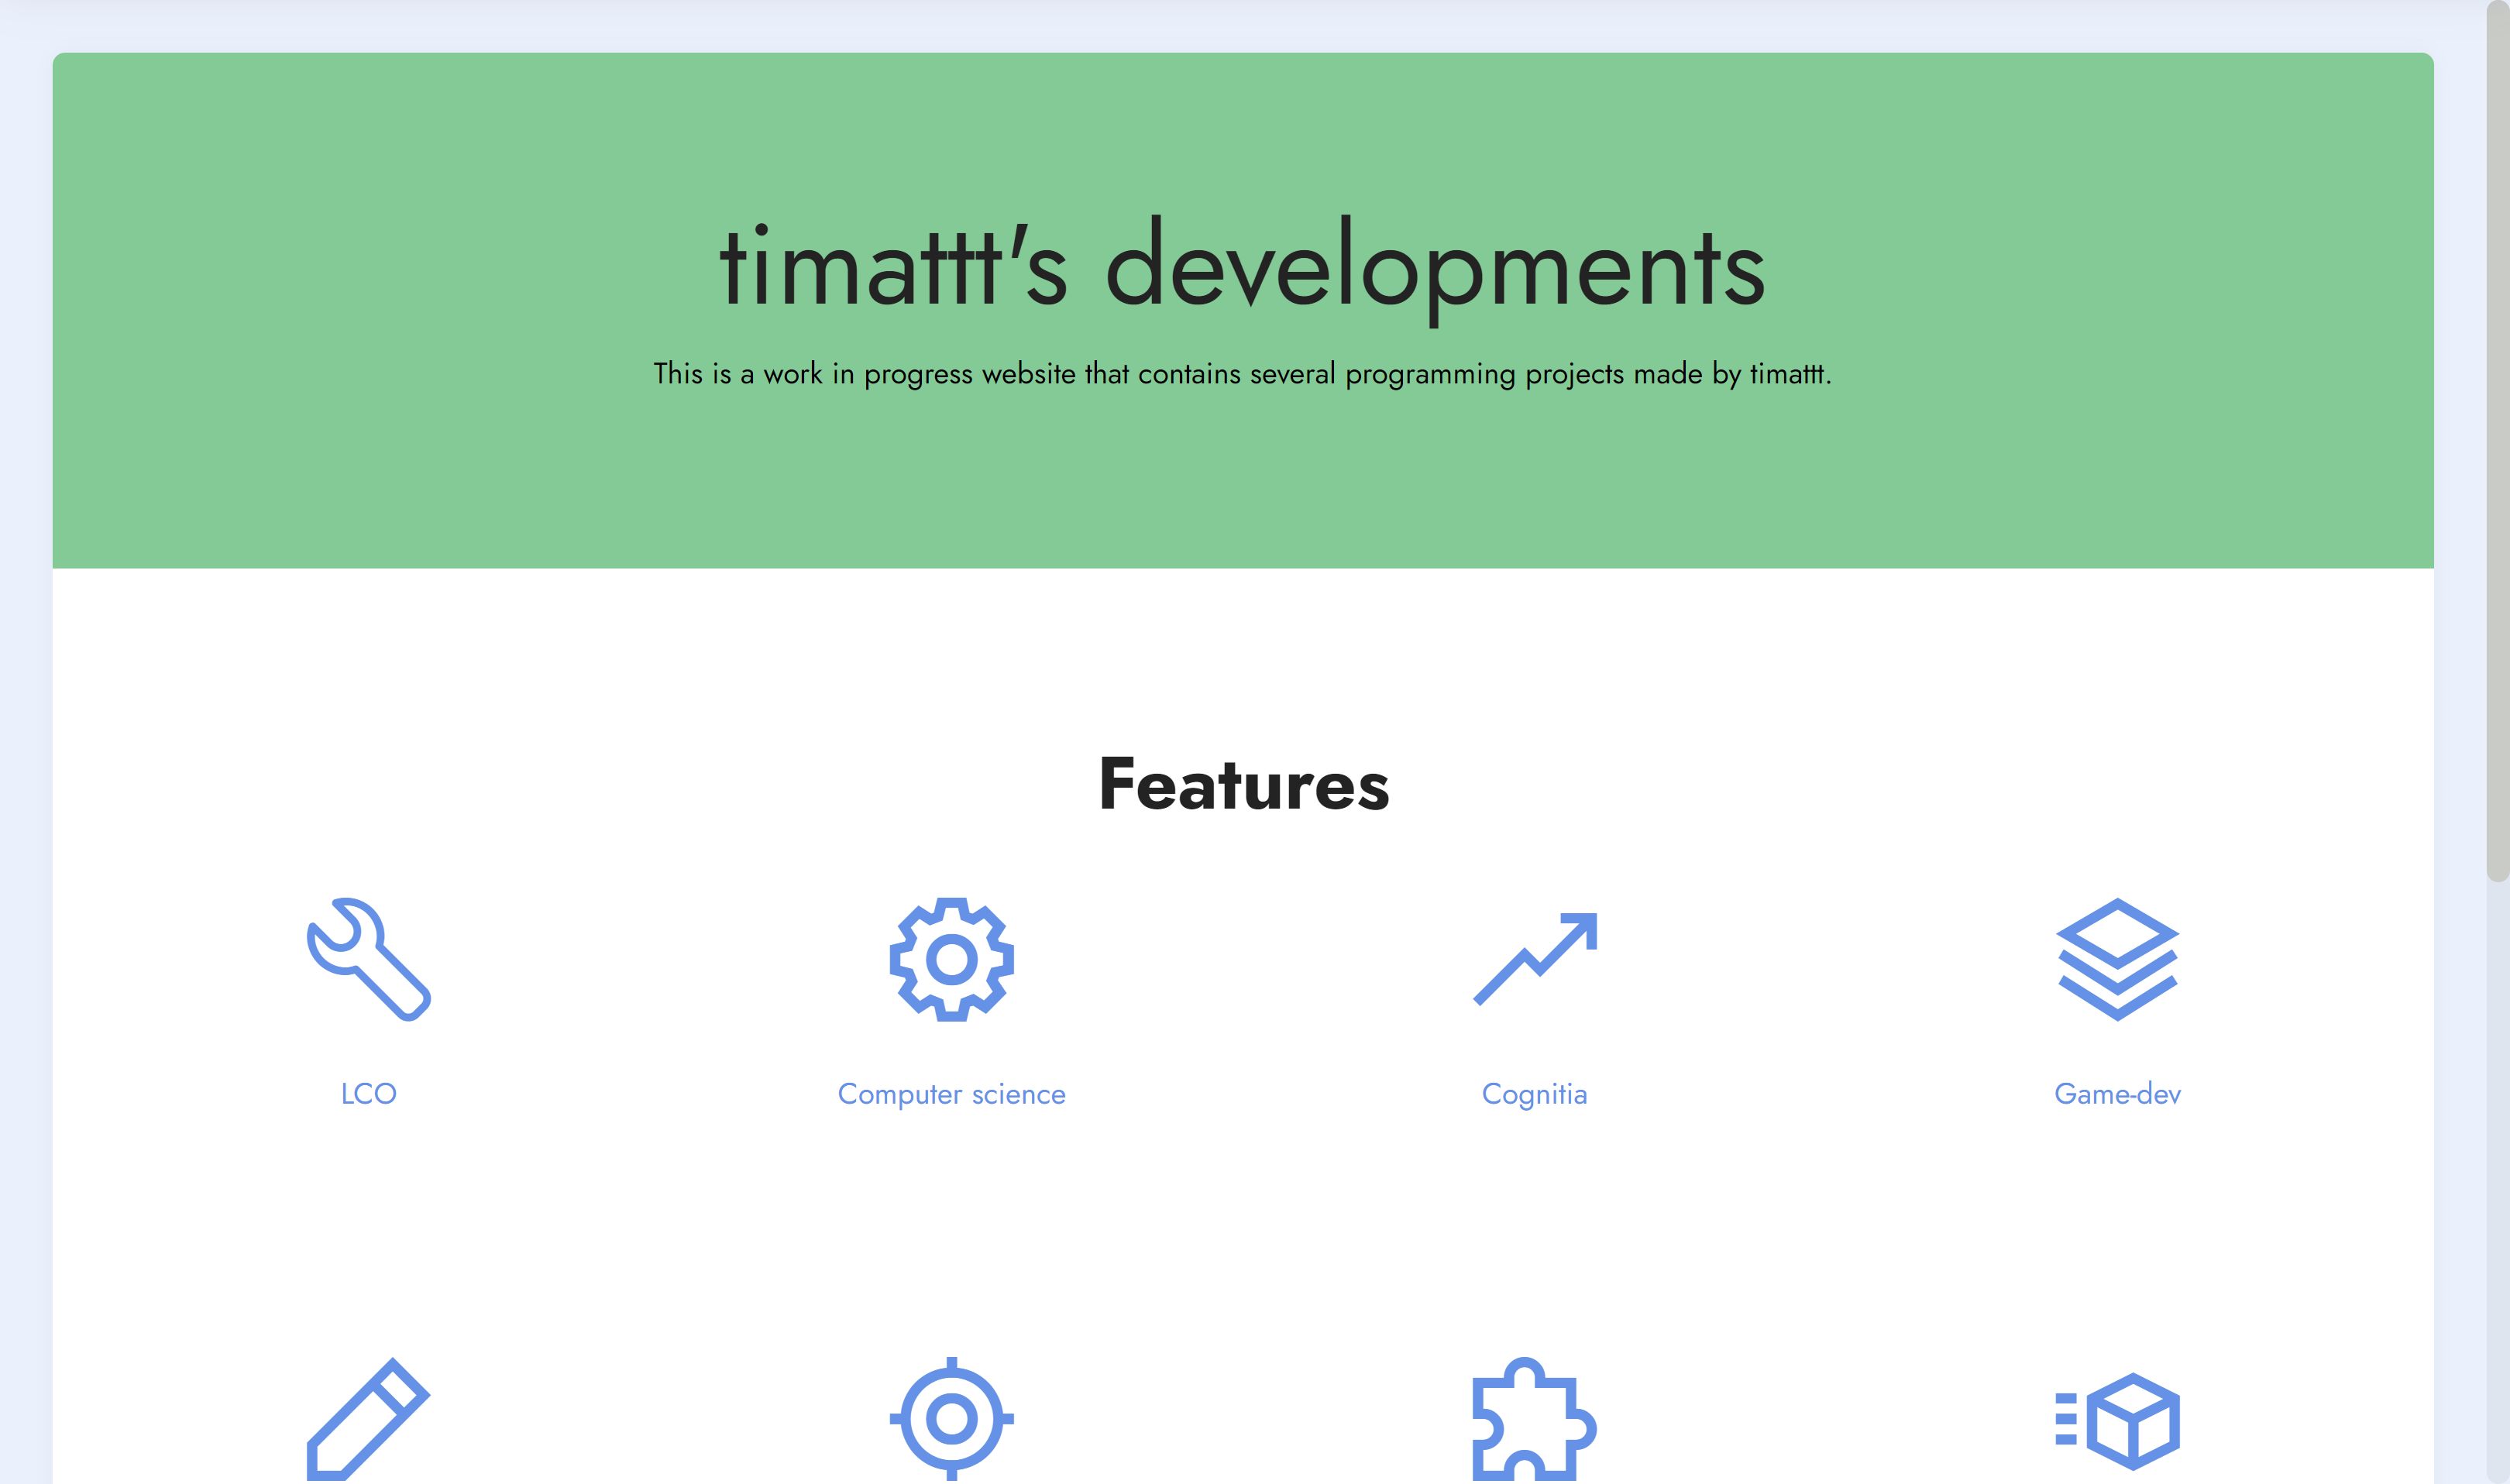 timattt's developments
This is a work in progress website that contains several programming projects made by timattt.
Features
LCO
Computer science
Cognitia
Game-dev